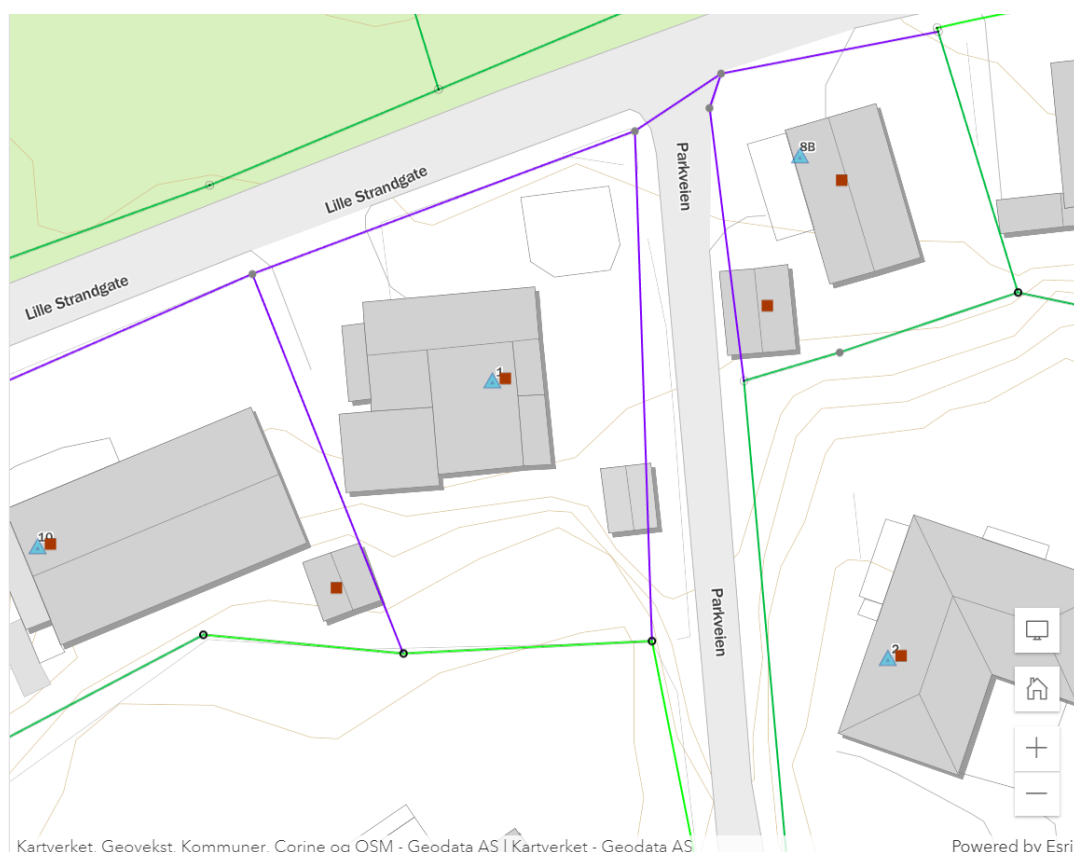 8B
Parkveien
Lille Strandgate
Lille Strandgate
1
10
Parkveien
2
Kartverket, Geovekst, Kommuner, Corine og OSM - Geodata AS | Kartverket - Geodata AS
Powered by Esri